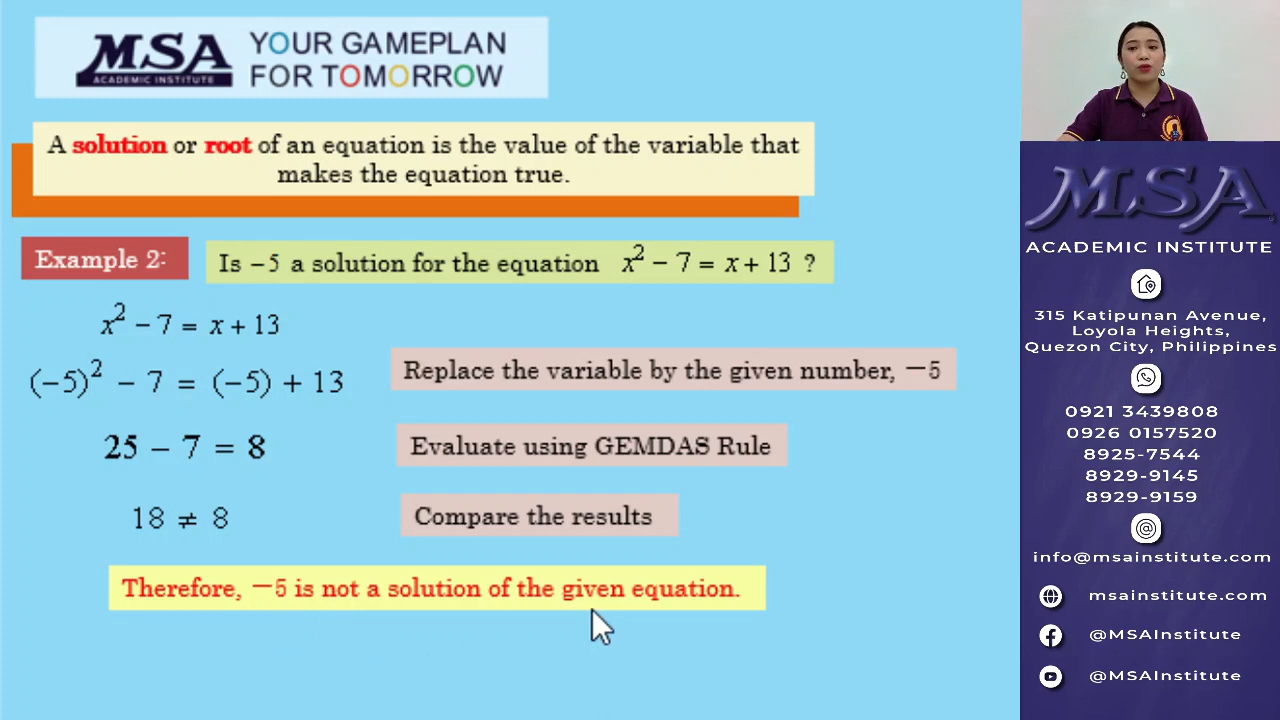 MSA
ACADEMIC INSTITUTE
YOUR GAMEPLAN
FOR TOMORROW
A solution or root of an equation is the value of the variable that
makes the equation true.
Example 2:
Is −5 a solution for the equation x² − 7 = x + 13 ?
x² − 7 = x + 13
(−5)² − 7 = (−5) + 13
Replace the variable by the given number, −5
25 − 7 = 8
Evaluate using GEMDAS Rule
18 ≠ 8
Compare the results
Therefore, −5 is not a solution of the given equation.
MSA
ACADEMIC INSTITUTE
315 Katipunan Avenue,
Loyola Heights,
Quezon City, Philippines
0921 3439808
0926 0157520
8925-7544
8929-9145
8929-9159
info@msainstitute.com
msainstitute.com
@MSAInstitute
@MSAInstitute